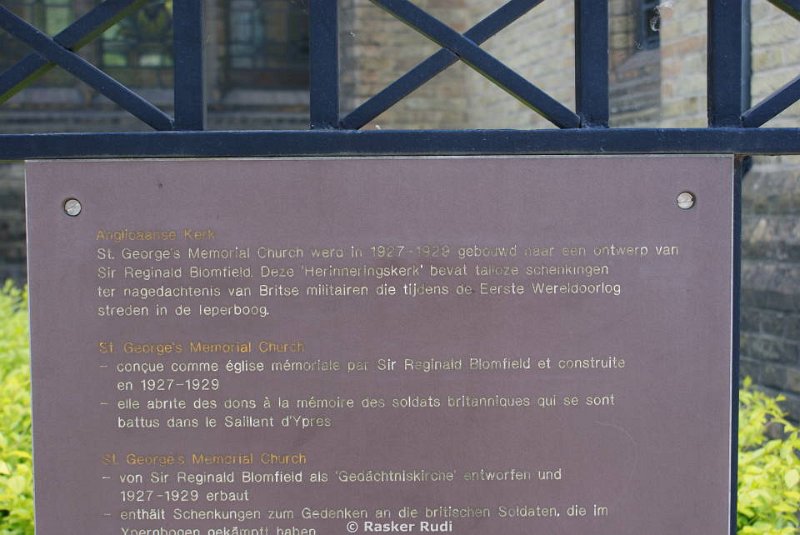 Anglicaanse Kerk
St. George's Memorial Church werd in 1927-1929 gebouwd naar een ontwerp van
Sir Reginald Blomfield. Deze 'Herinneringskerk' bevat talloze schenkingen
ter nagedachtenis van Britse militairen die tijdens de Eerste Wereldoorlog
streden in de Ieperboog.
St. George's Memorial Church
- conçue comme église mémoriale par Sir Reginald Blomfield et construite
en 1927-1929
- elle abrite des dons à la mémoire des soldats britanniques qui se sont
battus dans le Saillant d'Ypres
St. George's Memorial Church
- von Sir Reginald Blomfield als 'Gedächtniskirche' entworfen und
1927-1929 erbaut
- enthält Schenkungen zum Gedenken an die britischen Soldaten, die im
Ypernbogen gekämpft haben
© Rasker Rudi